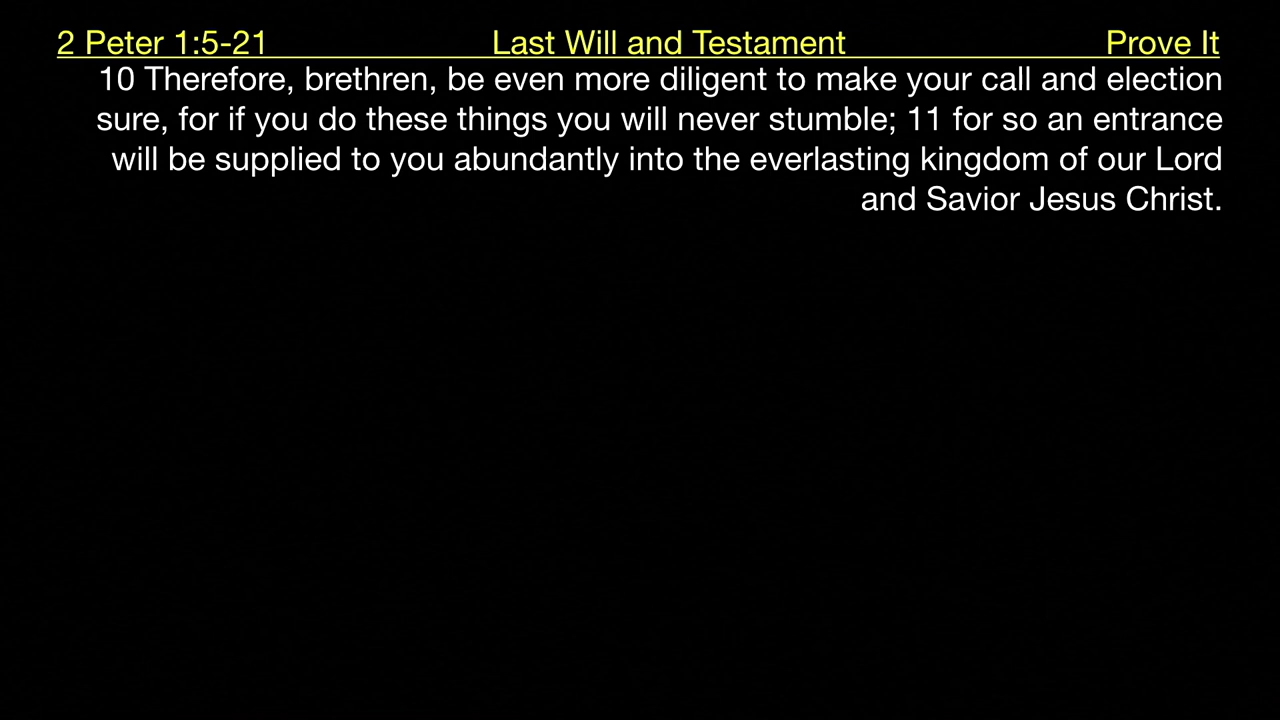 2 Peter 1:5-21 Last Will and Testament Prove It
10 Therefore, brethren, be even more diligent to make your call and election
sure, for if you do these things you will never stumble; 11 for so an entrance
will be supplied to you abundantly into the everlasting kingdom of our Lord
and Savior Jesus Christ.